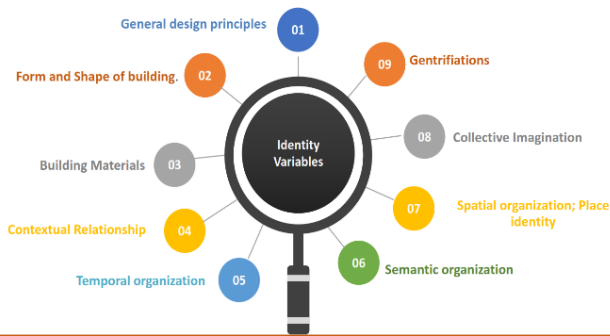 General design principles
01
Form and Shape of building.
02
Building Materials
03
Contextual Relationship
04
Temporal organization
05
Semantic organization
06
Spatial organization; Place
identity
07
Collective Imagination
08
Gentrifiations
09
Identity
Variables